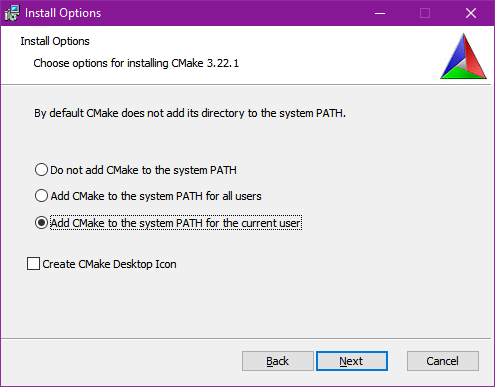 Install Options
Install Options
Choose options for installing CMake 3.22.1
By default CMake does not add its directory to the system PATH.
Do not add CMake to the system PATH
Add CMake to the system PATH for all users
Add CMake to the system PATH for the current user
Create CMake Desktop Icon
Back Next Cancel